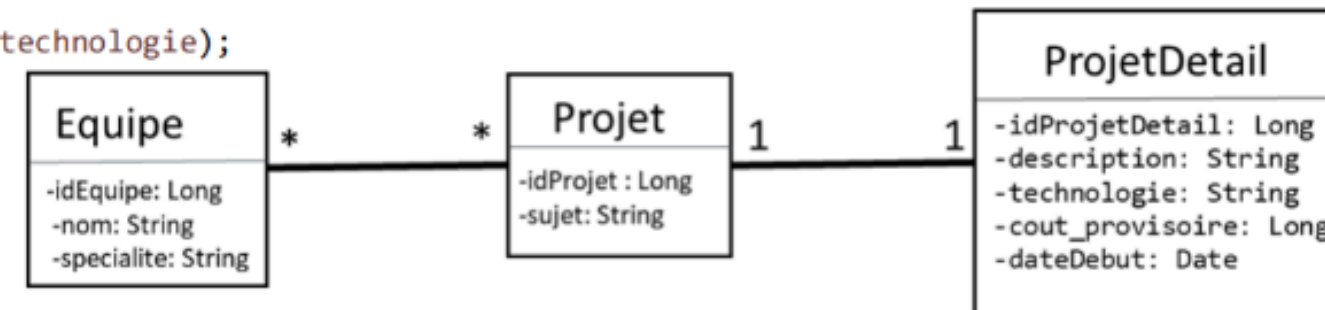 technologie);
Equipe
-idEquipe: Long
-nom: String
-specialite: String
*
*
Projet
-idProjet : Long
-sujet: String
1
1
ProjetDetail
-idProjetDetail: Long
-description: String
-technologie: String
-cout_provisoire: Long
-dateDebut: Date